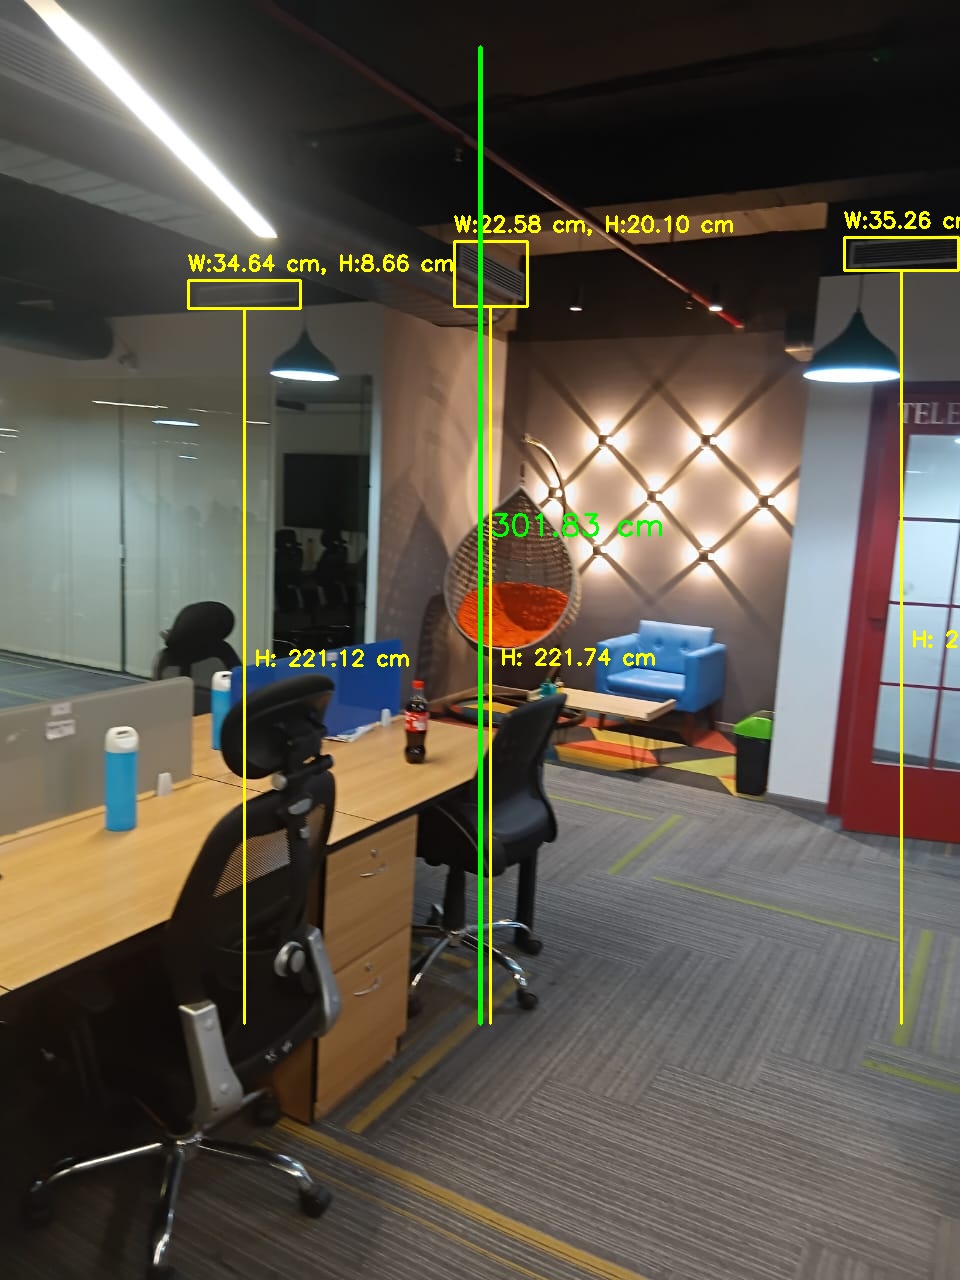 W:22.58 cm, H:20.10 cm
W:35.26 c
W:34.64 cm, H:8.66 cm
TELE
301.83 cm
H: 221.12 cm
H: 221.74 cm
H: 2